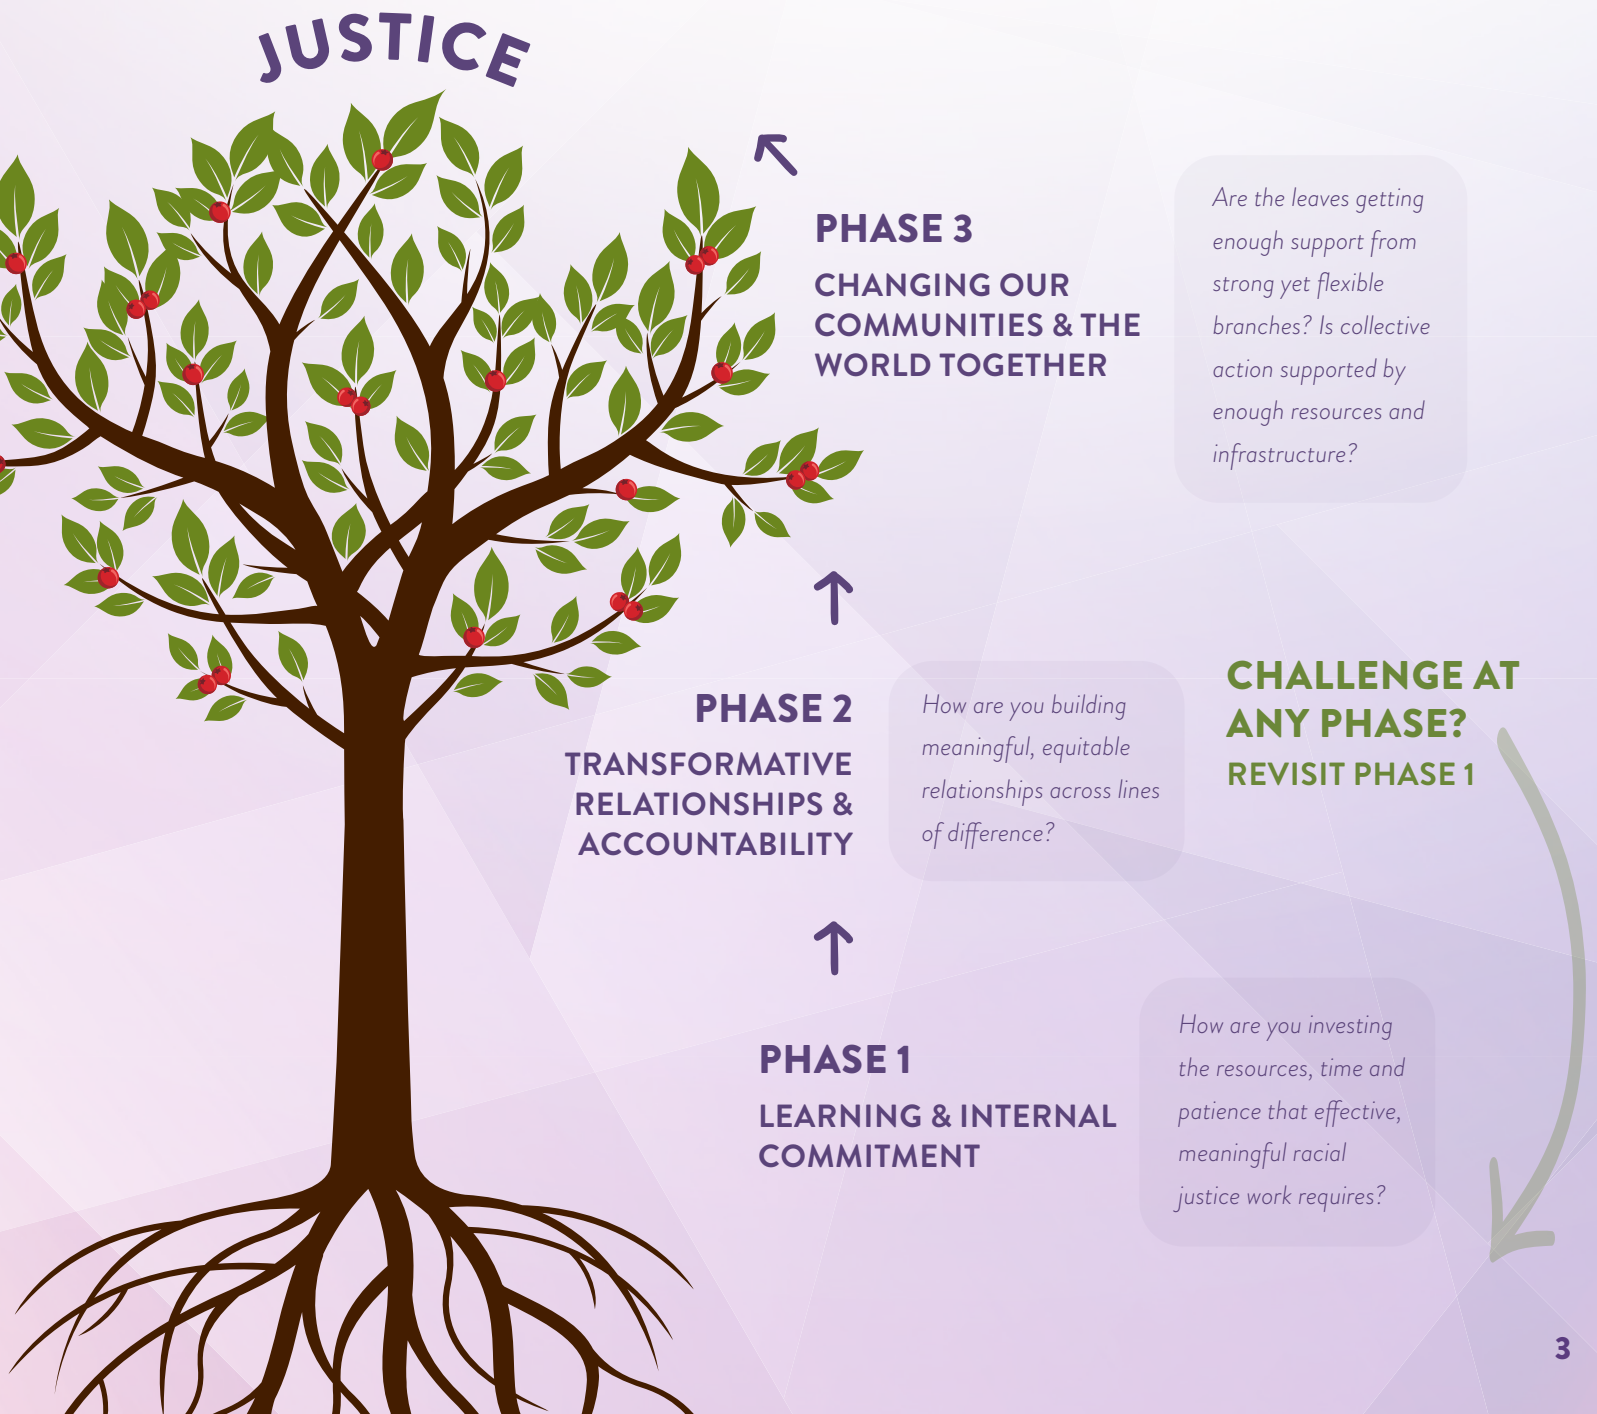 JUSTICE
PHASE 3
CHANGING OUR
COMMUNITIES & THE
WORLD TOGETHER
Are the leaves getting
enough support from
strong yet flexible
branches? Is collective
action supported by
enough resources and
infrastructure?
PHASE 2
TRANSFORMATIVE
RELATIONSHIPS &
ACCOUNTABILITY
How are you building
meaningful, equitable
relationships across lines
of difference?
CHALLENGE AT
ANY PHASE?
REVISIT PHASE 1
PHASE 1
LEARNING & INTERNAL
COMMITMENT
How are you investing
the resources, time and
patience that effective,
meaningful racial
justice work requires?
3